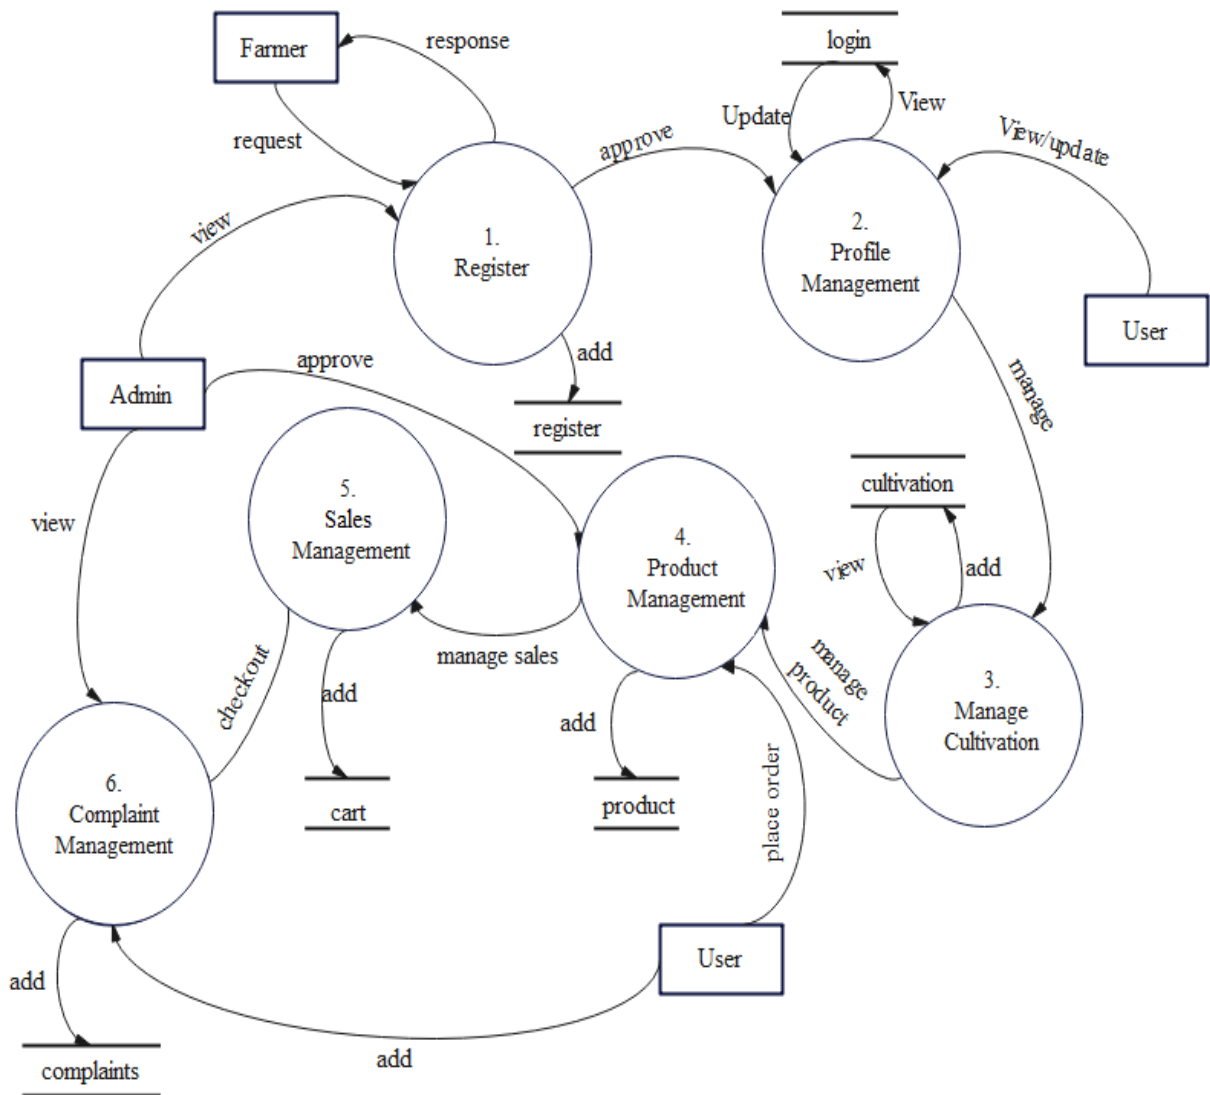 Farmer
response
login
request
Update
View
approve
View/update
view
1.
Register
2.
Profile
Management
User
add
approve
Admin
manage
register
cultivation
5.
Sales
Management
view
4.
Product
Management
view
add
manage sales
manage
product
checkout
add
add
3.
Manage
Cultivation
6.
Complaint
Management
cart
product
place order
User
add
add
complaints